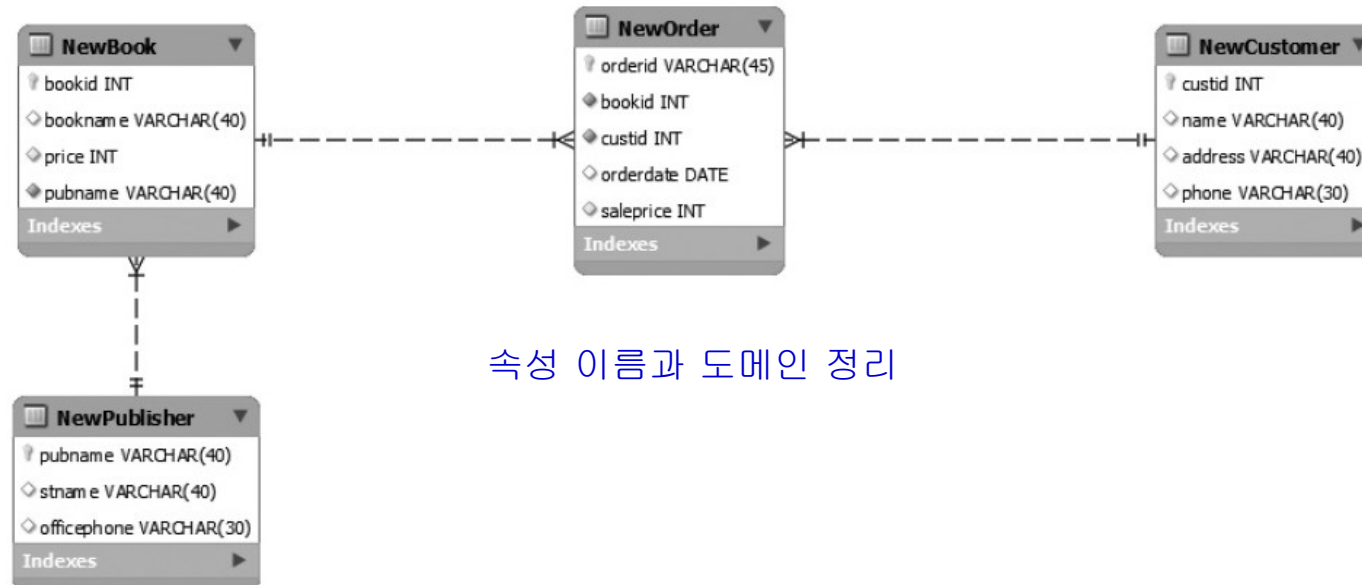 NewBook
bookid INT
bookname VARCHAR(40)
price INT
pubname VARCHAR(40)
Indexes
NewOrder
orderid VARCHAR(45)
bookid INT
custid INT
orderdate DATE
saleprice INT
Indexes
NewCustomer
custid INT
name VARCHAR(40)
address VARCHAR(40)
phone VARCHAR(30)
Indexes
속성 이름과 도메인 정리
NewPublisher
pubname VARCHAR(40)
stname VARCHAR(40)
officephone VARCHAR(30)
Indexes